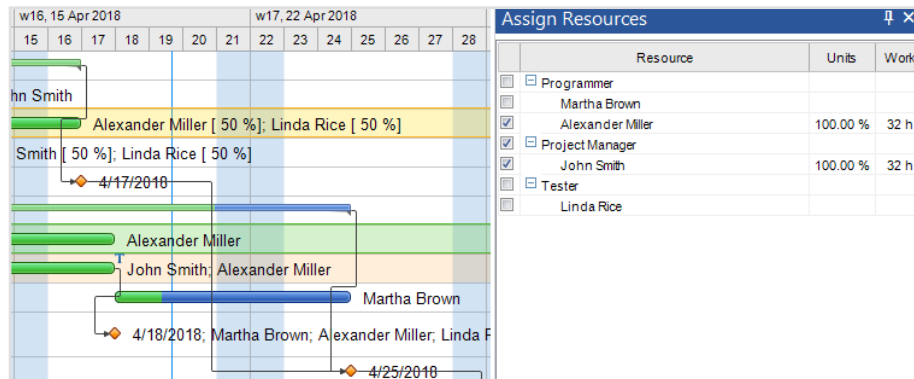 w16, 15 Apr 2018
w17, 22 Apr 2018
15 16 17 18 19 20 21 22 23 24 25 26 27 28
hn Smith
Alexander Miller [ 50 %]; Linda Rice [ 50 %]
Smith [ 50 %]; Linda Rice [ 50 %]
4/17/2018
Alexander Miller
T
John Smith; Alexander Miller
Martha Brown
4/18/2018; Martha Brown; Alexander Miller; Linda R
4/25/2018
Assign Resources
Resource Units Work
Programmer
Martha Brown
Alexander Miller 100.00 % 32 h
Project Manager
John Smith 100.00 % 32 h
Tester
Linda Rice